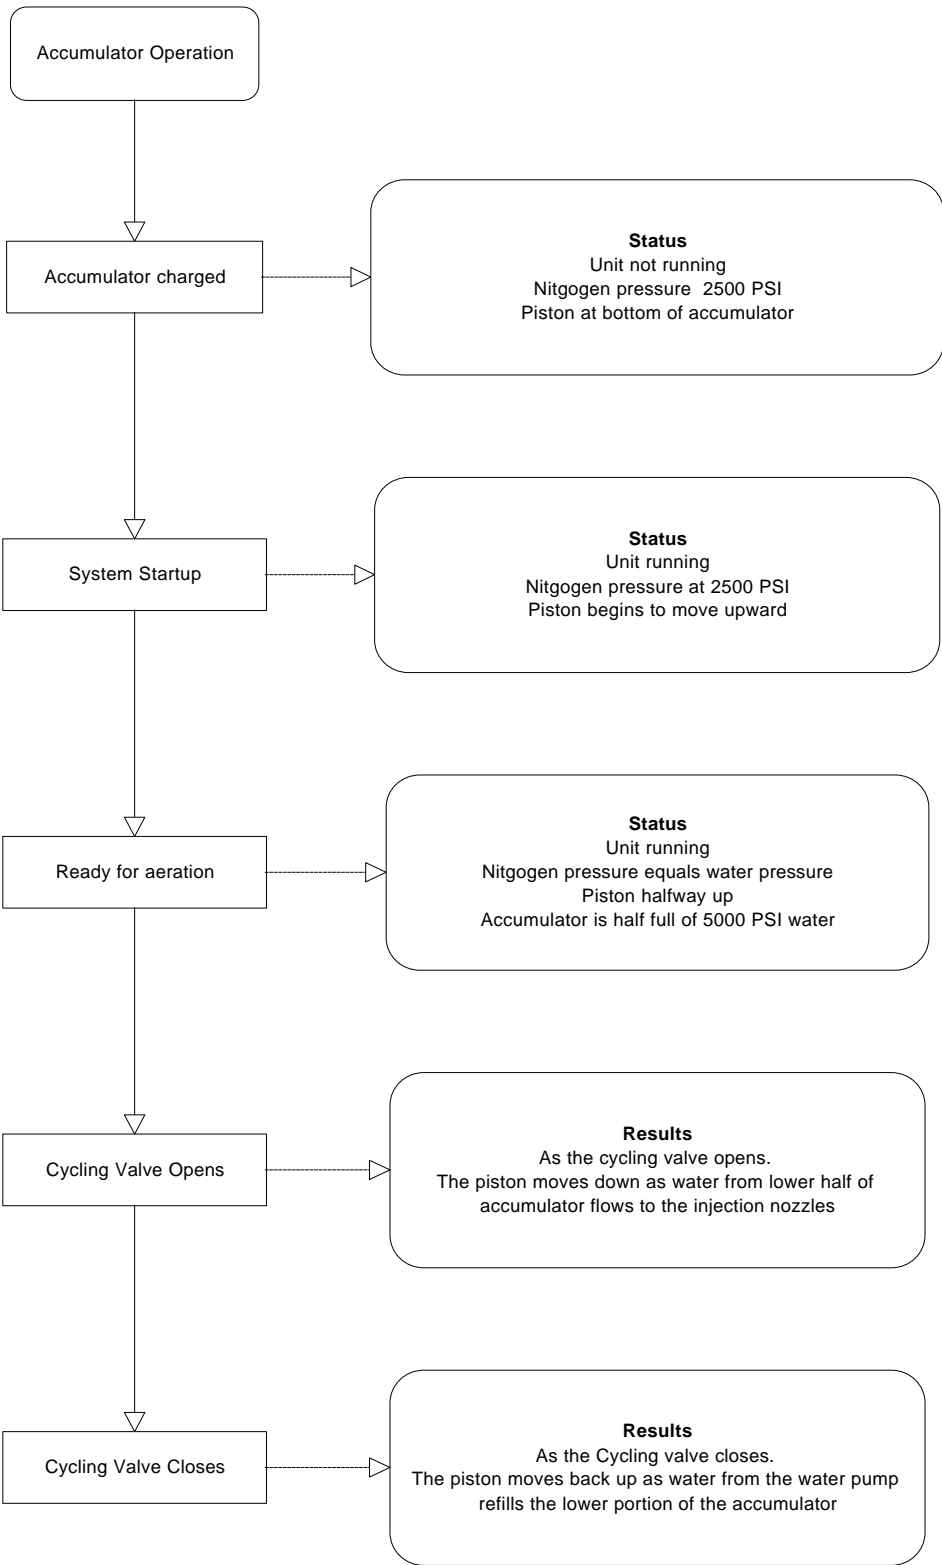 Accumulator Operation
Accumulator charged
Status
Unit not running
Nitgogen pressure  2500 PSI
Piston at bottom of accumulator
System Startup
Status
Unit running
Nitgogen pressure at 2500 PSI
Piston begins to move upward
Ready for aeration
Status
Unit running
Nitgogen pressure equals water pressure
Piston halfway up
Accumulator is half full of 5000 PSI water
Cycling Valve Opens
Results
As the cycling valve opens.
The piston moves down as water from lower half of
accumulator flows to the injection nozzles
Cycling Valve Closes
Results
As the Cycling valve closes.
The piston moves back up as water from the water pump
refills the lower portion of the accumulator